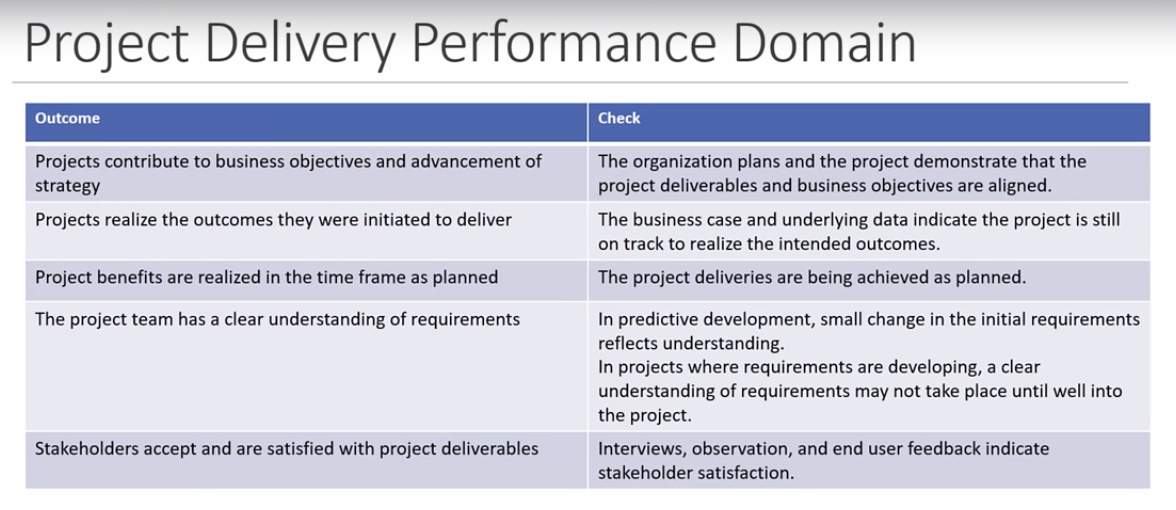 Project Delivery Performance Domain
Outcome
Check
Projects contribute to business objectives and advancement of
strategy
The organization plans and the project demonstrate that the
project deliverables and business objectives are aligned.
Projects realize the outcomes they were initiated to deliver
The business case and underlying data indicate the project is still
on track to realize the intended outcomes.
Project benefits are realized in the time frame as planned
The project deliveries are being achieved as planned.
The project team has a clear understanding of requirements
In predictive development, small change in the initial requirements
reflects understanding.
In projects where requirements are developing, a clear
understanding of requirements may not take place until well into
the project.
Stakeholders accept and are satisfied with project deliverables
Interviews, observation, and end user feedback indicate
stakeholder satisfaction.